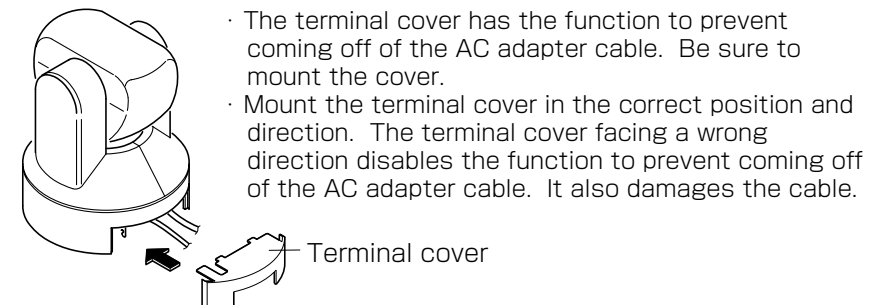 · The terminal cover has the function to prevent
coming off of the AC adapter cable. Be sure to
mount the cover.
· Mount the terminal cover in the correct position and
direction. The terminal cover facing a wrong
direction disables the function to prevent coming off
of the AC adapter cable. It also damages the cable.
Terminal cover